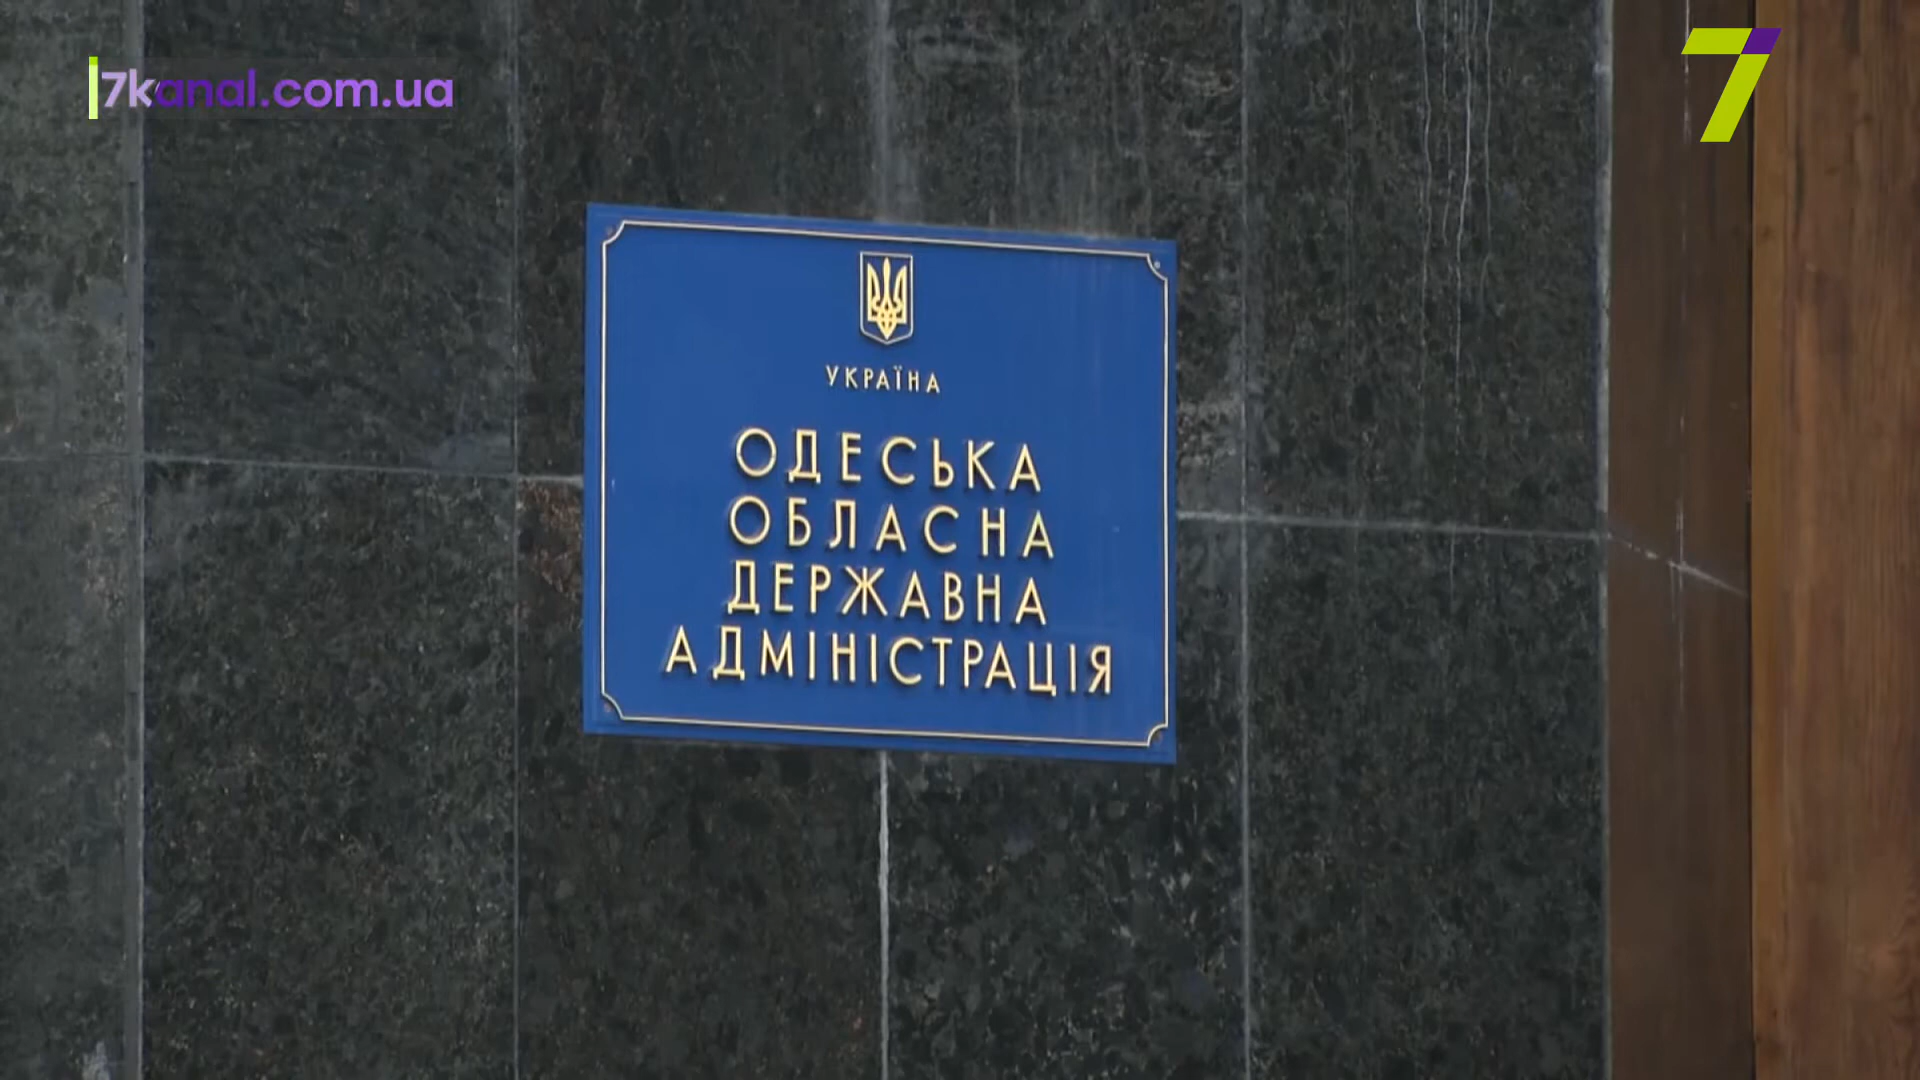 7kanal.com.ua
7
УКРАЇНА
ОДЕСЬКА
ОБЛАСНА
ДЕРЖАВНА
АДМІНІСТРАЦІЯ